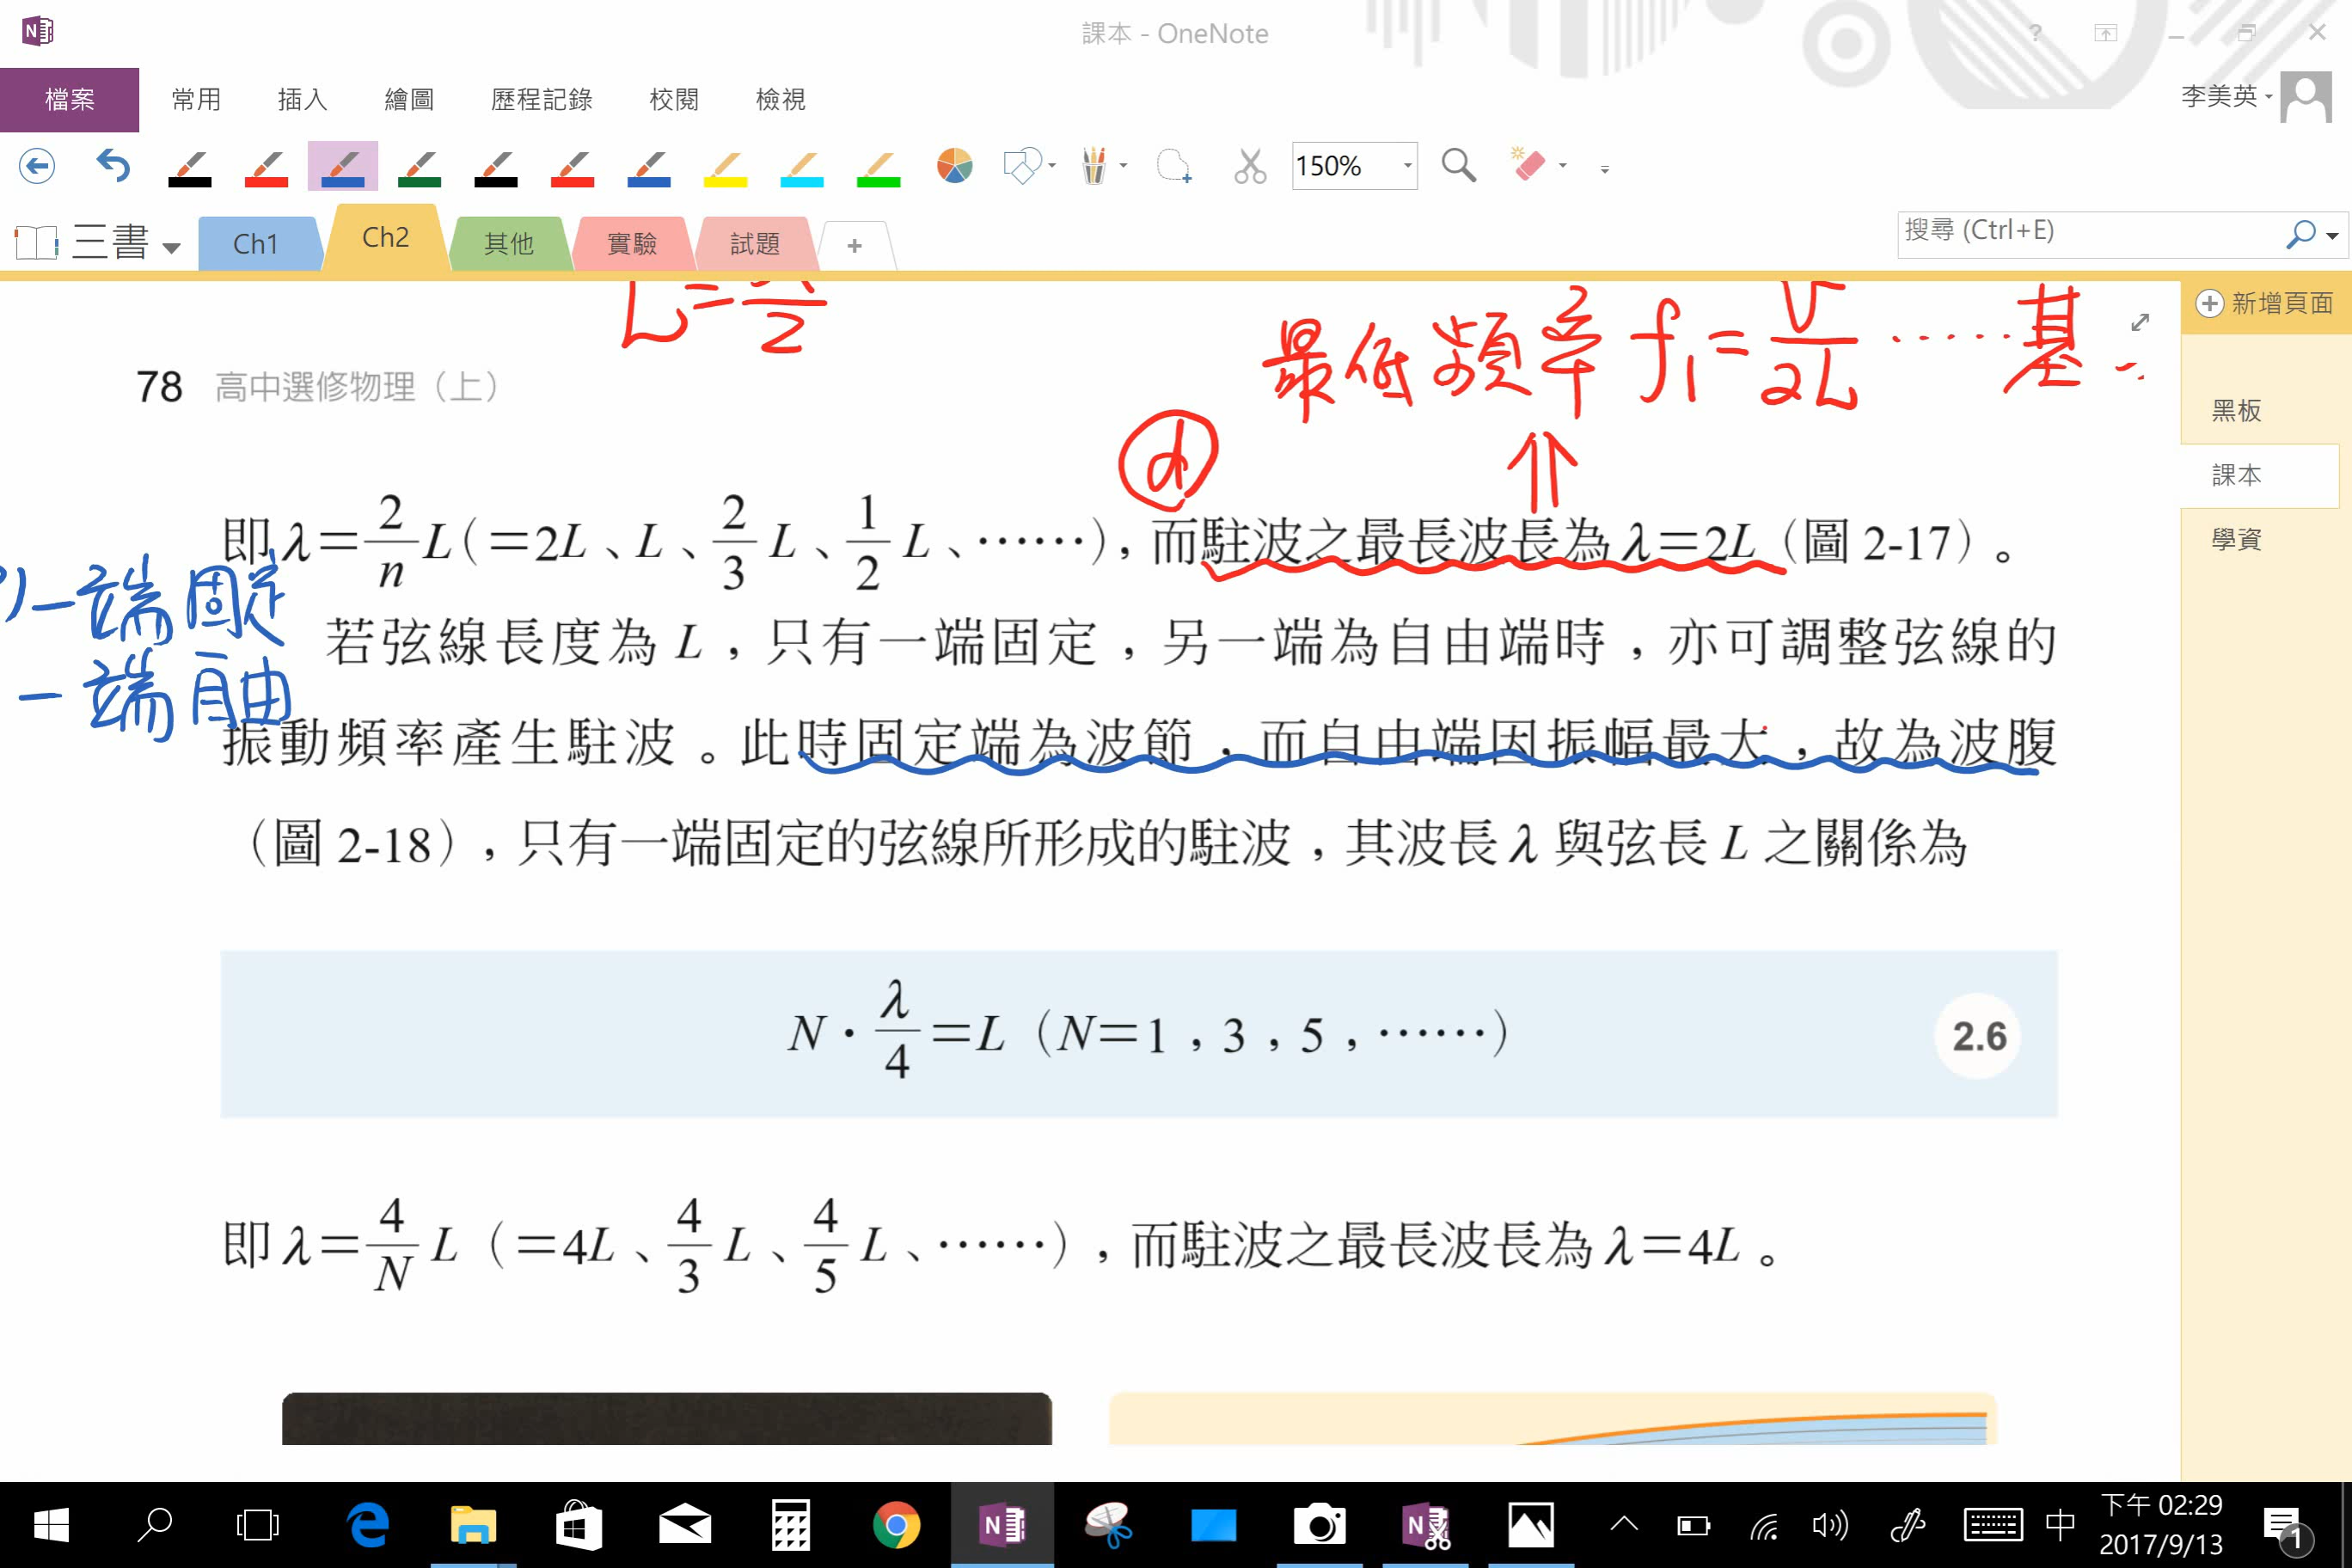 課本 - OneNote
檔案 常用 插入 繪圖 歷程記錄 校閱 檢視 李美英
150%
三書 Ch1 Ch2 其他 實驗 試題 + 搜尋 (Ctrl+E)
新增頁面
黑板
課本
學資
最低頻率 f₁=V/2L ……基
78 高中選修物理（上）
ⓓ
即 λ=2/n L(=2L、L、2/3 L、1/2 L、……)，而駐波之最長波長為 λ=2L（圖 2-17）。
一端固定
一端自由
若弦線長度為 L，只有一端固定，另一端為自由端時，亦可調整弦線的
振動頻率產生駐波。此時固定端為波節，而自由端因振幅最大，故為波腹
（圖 2-18），只有一端固定的弦線所形成的駐波，其波長 λ 與弦長 L 之關係為
N · λ/4=L（N=1，3，5，……） 2.6
即 λ=4/N L（=4L、4/3 L、4/5 L、……），而駐波之最長波長為 λ=4L。
中 下午 02:29
2017/9/13
1